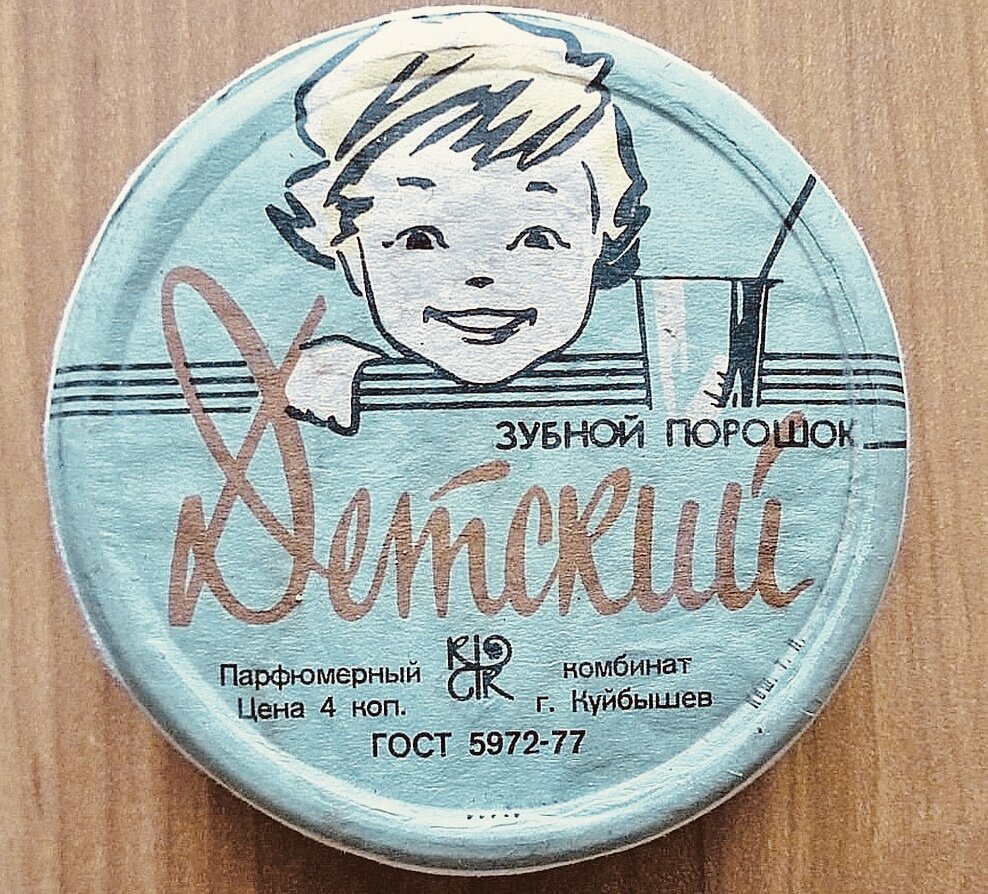 ЗУБНОЙ ПОРОШОК
Детский
Парфюмерный комбинат
Цена 4 коп. г. Куйбышев
ГОСТ 5972-77